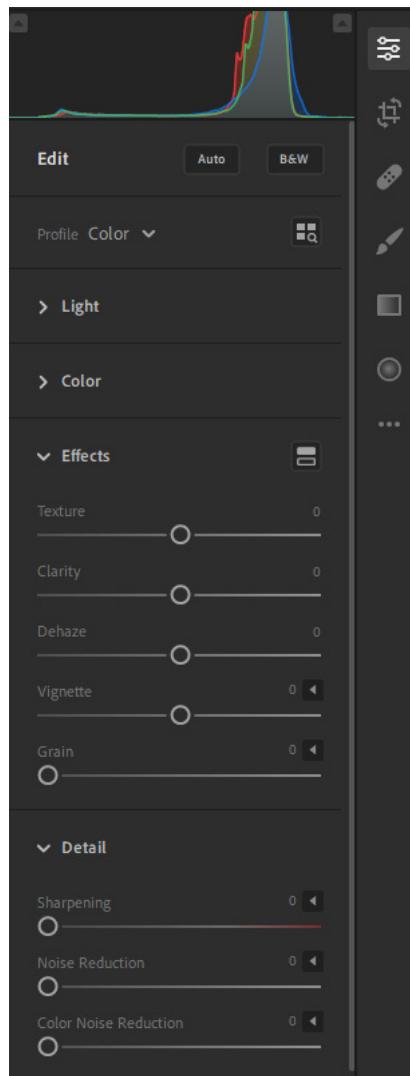 Edit Auto B&W
Profile Color
Light
Color
Effects
Texture 0
Clarity 0
Dehaze 0
Vignette 0
Grain 0
Detail
Sharpening 0
Noise Reduction 0
Color Noise Reduction 0